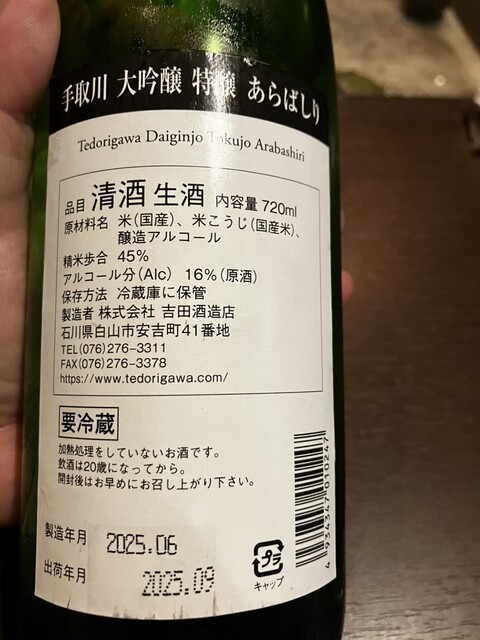 手取川 大吟醸 特醸 あらばしり
Tedorigawa Daiginjo Tokujo Arabashiri
品目 清酒 生酒 内容量 720ml
原材料名 米(国産)、米こうじ(国産米)、
醸造アルコール
精米歩合 45%
アルコール分(Alc) 16%(原酒)
保存方法 冷蔵庫に保管
製造者 株式会社 吉田酒造店
石川県白山市安吉町41番地
TEL(076)276-3311
FAX(076)276-3378
https://www.tedorigawa.com/
要冷蔵
加熱処理をしていないお酒です。
飲酒は20歳になってから。
開封後はお早めにお召し上がり下さい。
製造年月 2025.06
出荷年月 2025.09
プラ
キャップ
4 934347 010247